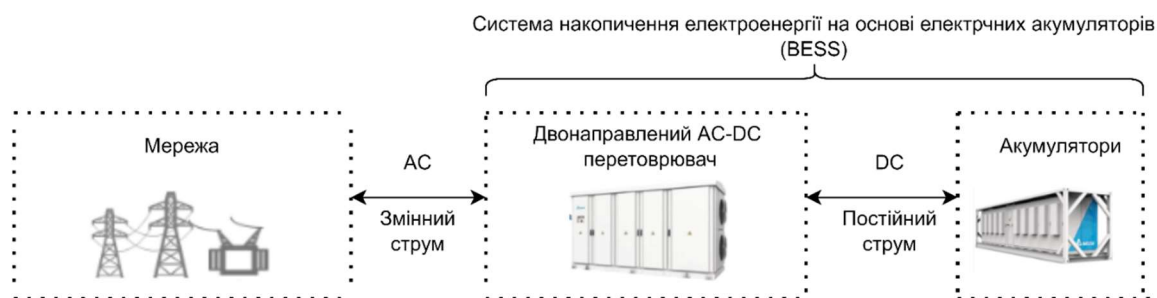 Система накопичення електроенергії на основі електрчних акумуляторів
(BESS)
Мережа
AC
Змінний
струм
Двонаправлений AC-DC
перетоврювач
DC
Постійний
струм
Акумулятори